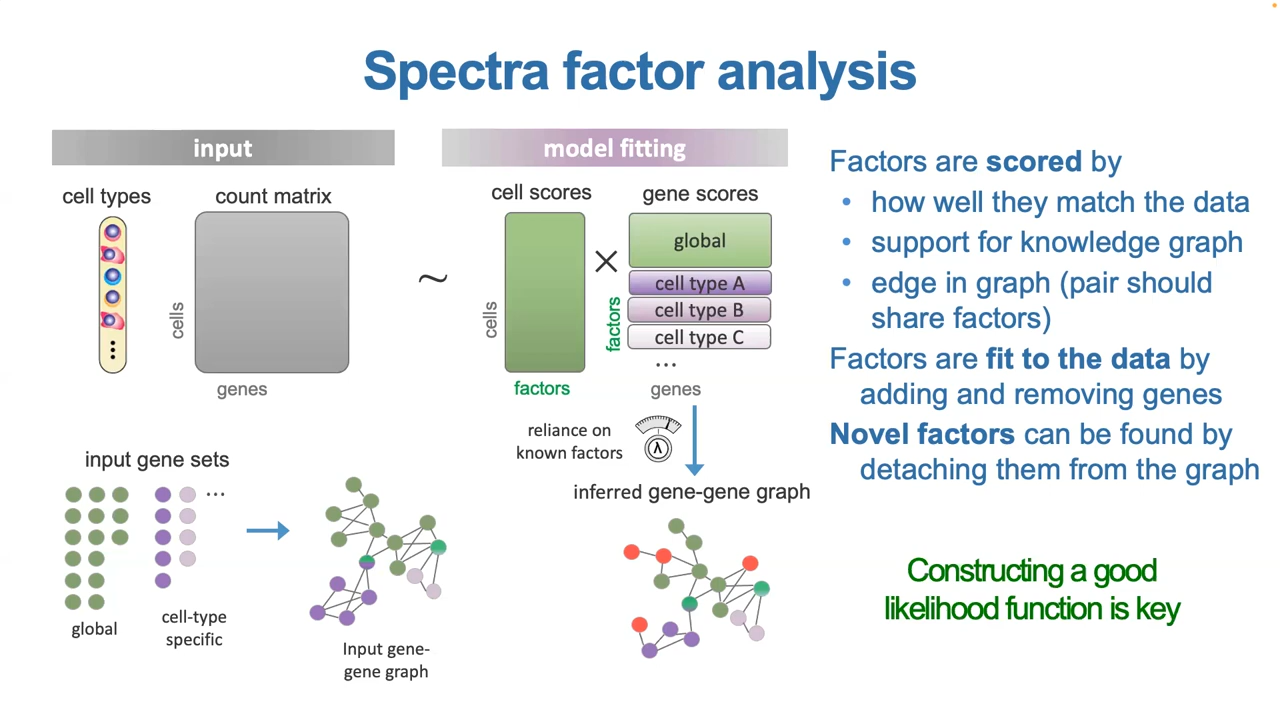 Spectra factor analysis
input
cell types
count matrix
cells
genes
input gene sets
...
global
cell-type
specific
Input gene-
gene graph
~
model fitting
cell scores
gene scores
cells
factors
×
factors
global
cell type A
cell type B
cell type C
...
genes
reliance on
known factors
λ
inferred gene-gene graph
Factors are scored by
• how well they match the data
• support for knowledge graph
• edge in graph (pair should
share factors)
Factors are fit to the data by
adding and removing genes
Novel factors can be found by
detaching them from the graph
Constructing a good
likelihood function is key